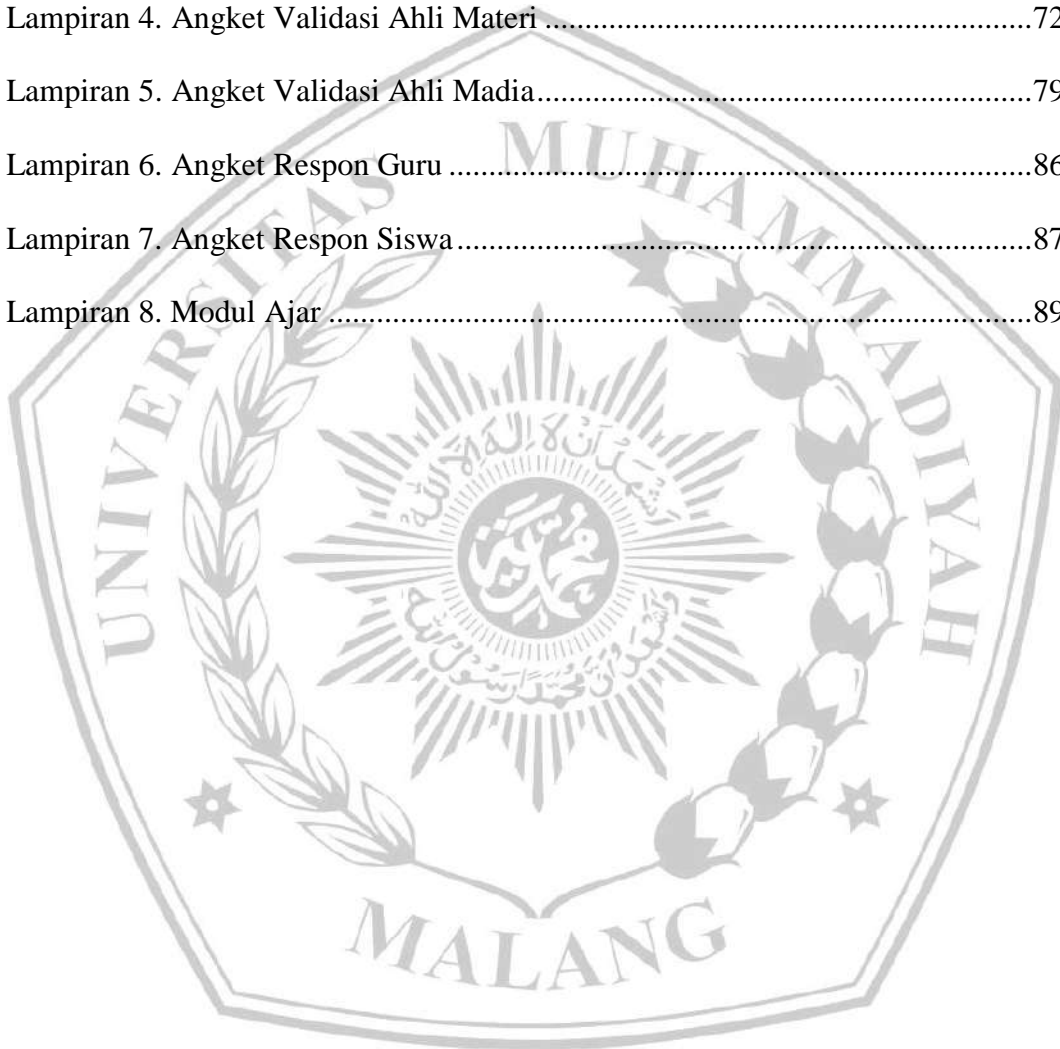 Lampiran 4. Angket Validasi Ahli Materi ......................................................72
Lampiran 5. Angket Validasi Ahli Madia.......................................................79
Lampiran 6. Angket Respon Guru ................................................................86
Lampiran 7. Angket Respon Siswa...............................................................87
Lampiran 8. Modul Ajar ..............................................................................89
UNIVERSITAS MUHAMMADIYAH
MALANG